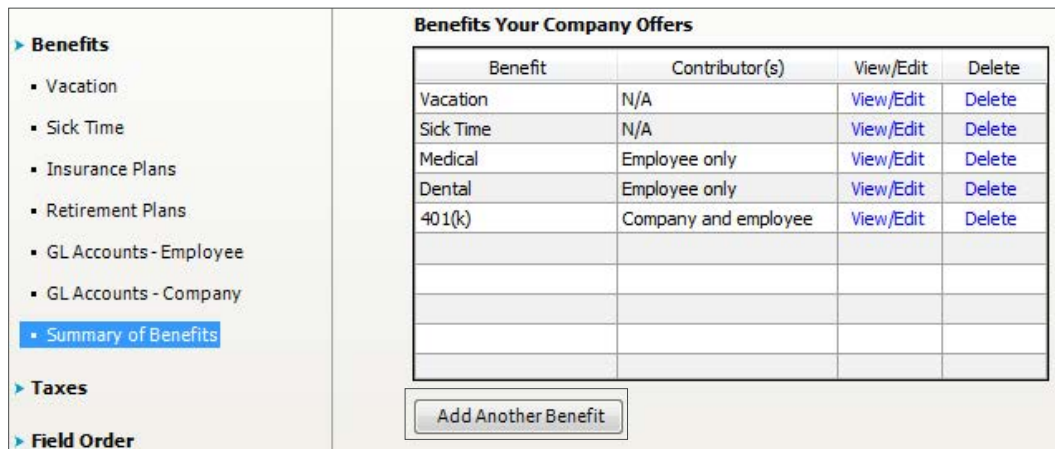 Benefits
Vacation
Sick Time
Insurance Plans
Retirement Plans
GL Accounts - Employee
GL Accounts - Company
Summary of Benefits
Taxes
Field Order
Benefits Your Company Offers
Benefit Contributor(s) View/Edit Delete
Vacation N/A View/Edit Delete
Sick Time N/A View/Edit Delete
Medical Employee only View/Edit Delete
Dental Employee only View/Edit Delete
401(k) Company and employee View/Edit Delete
Add Another Benefit